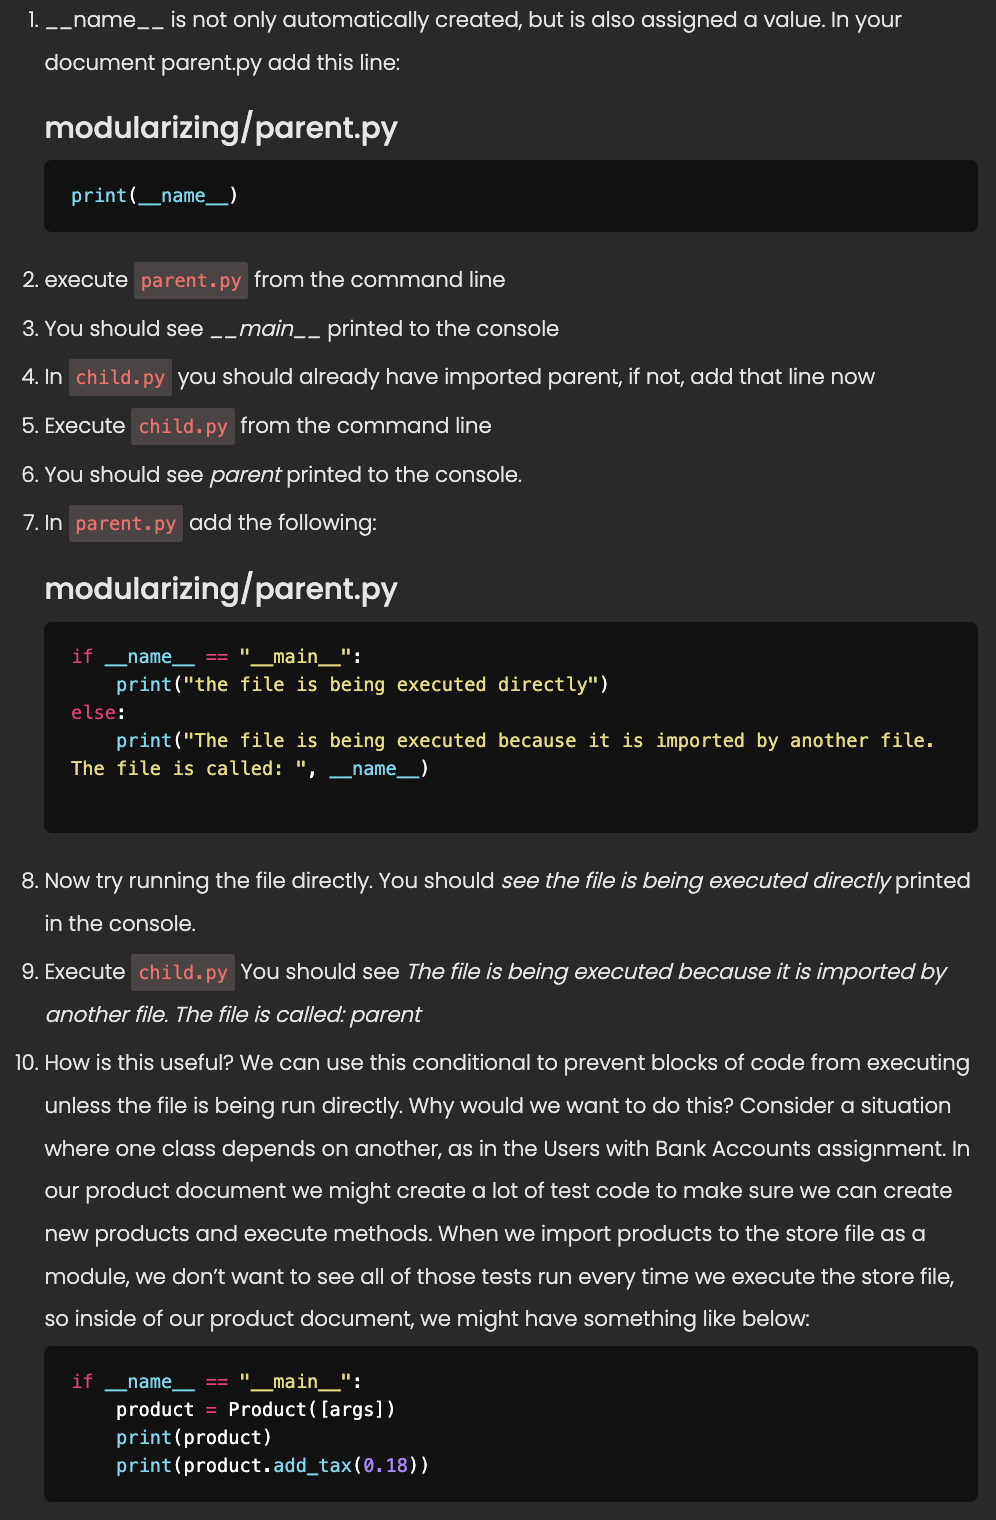 1. __name__ is not only automatically created, but is also assigned a value. In your
document parent.py add this line:
modularizing/parent.py
print(__name__)
2. execute parent.py from the command line
3. You should see __main__ printed to the console
4. In child.py you should already have imported parent, if not, add that line now
5. Execute child.py from the command line
6. You should see parent printed to the console.
7. In parent.py add the following:
modularizing/parent.py
if __name__ == "__main__":
    print("the file is being executed directly")
else:
    print("The file is being executed because it is imported by another file.
The file is called: ", __name__)
8. Now try running the file directly. You should see the file is being executed directly printed
in the console.
9. Execute child.py You should see The file is being executed because it is imported by
another file. The file is called: parent
10. How is this useful? We can use this conditional to prevent blocks of code from executing
unless the file is being run directly. Why would we want to do this? Consider a situation
where one class depends on another, as in the Users with Bank Accounts assignment. In
our product document we might create a lot of test code to make sure we can create
new products and execute methods. When we import products to the store file as a
module, we don’t want to see all of those tests run every time we execute the store file,
so inside of our product document, we might have something like below:
if __name__ == "__main__":
    product = Product([args])
    print(product)
    print(product.add_tax(0.18))